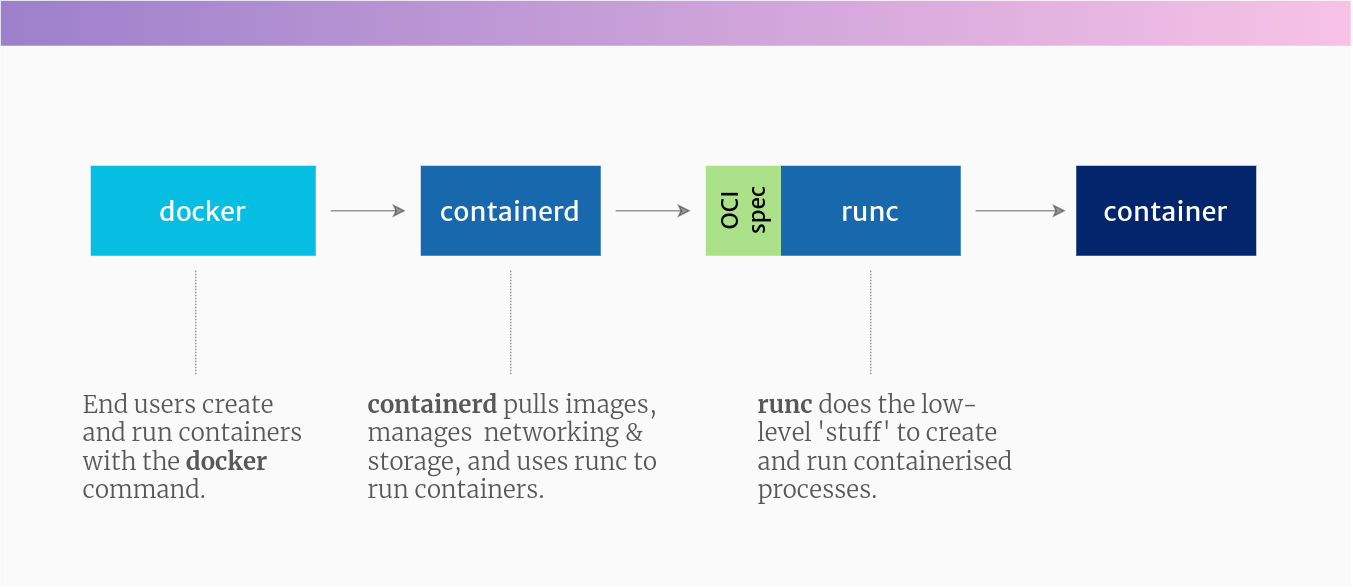 docker
containerd
OCI
spec
runc
container
End users create
and run containers
with the docker
command.
containerd pulls images,
manages  networking &
storage, and uses runc to
run containers.
runc does the low-
level 'stuff' to create
and run containerised
processes.